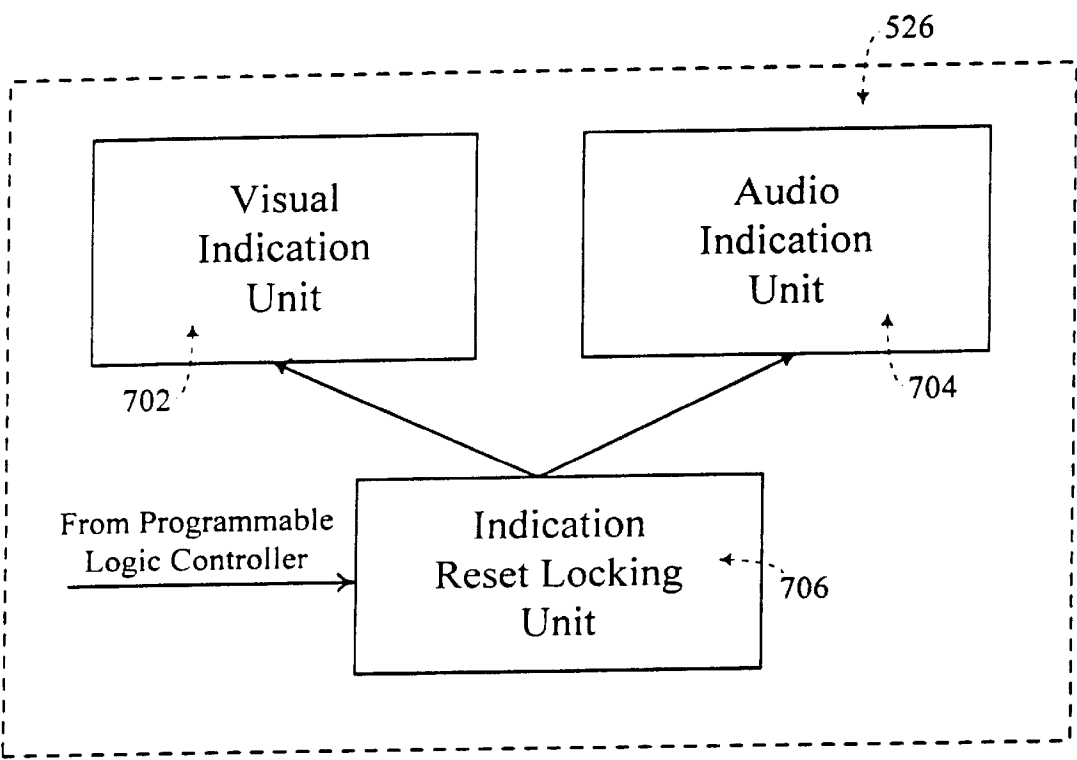 526
Visual
Indication
Unit
Audio
Indication
Unit
702
704
From Programmable
Logic Controller
Indication
Reset Locking
Unit
706